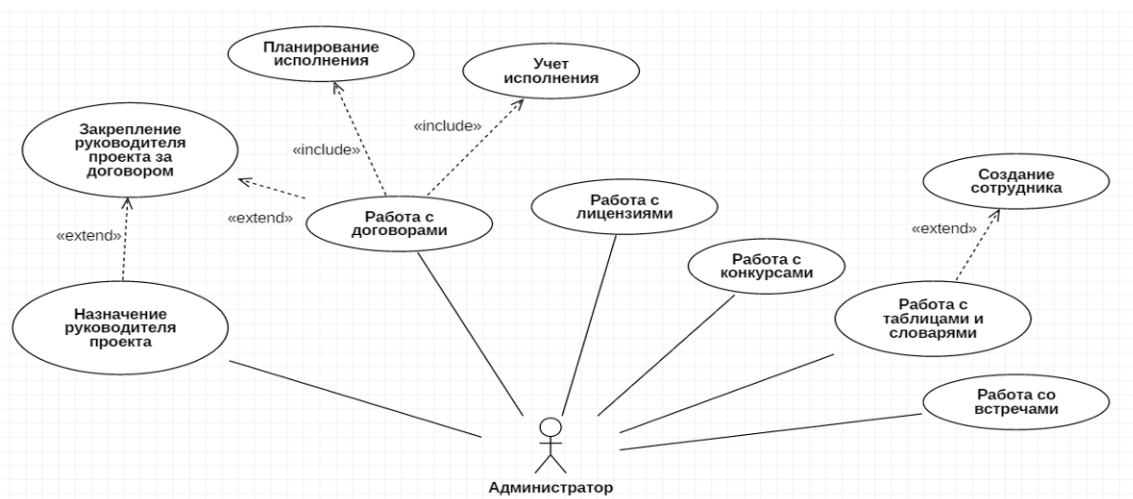 Планирование
исполнения
Учет
исполнения
«include»
«include»
Закрепление
руководителя
проекта за
договором
«extend»
«extend»
Работа с
договорами
Работа с
лицензиями
Создание
сотрудника
«extend»
Работа с
конкурсами
Назначение
руководителя
проекта
Работа с
таблицами и
словарями
Работа со
встречами
Администратор